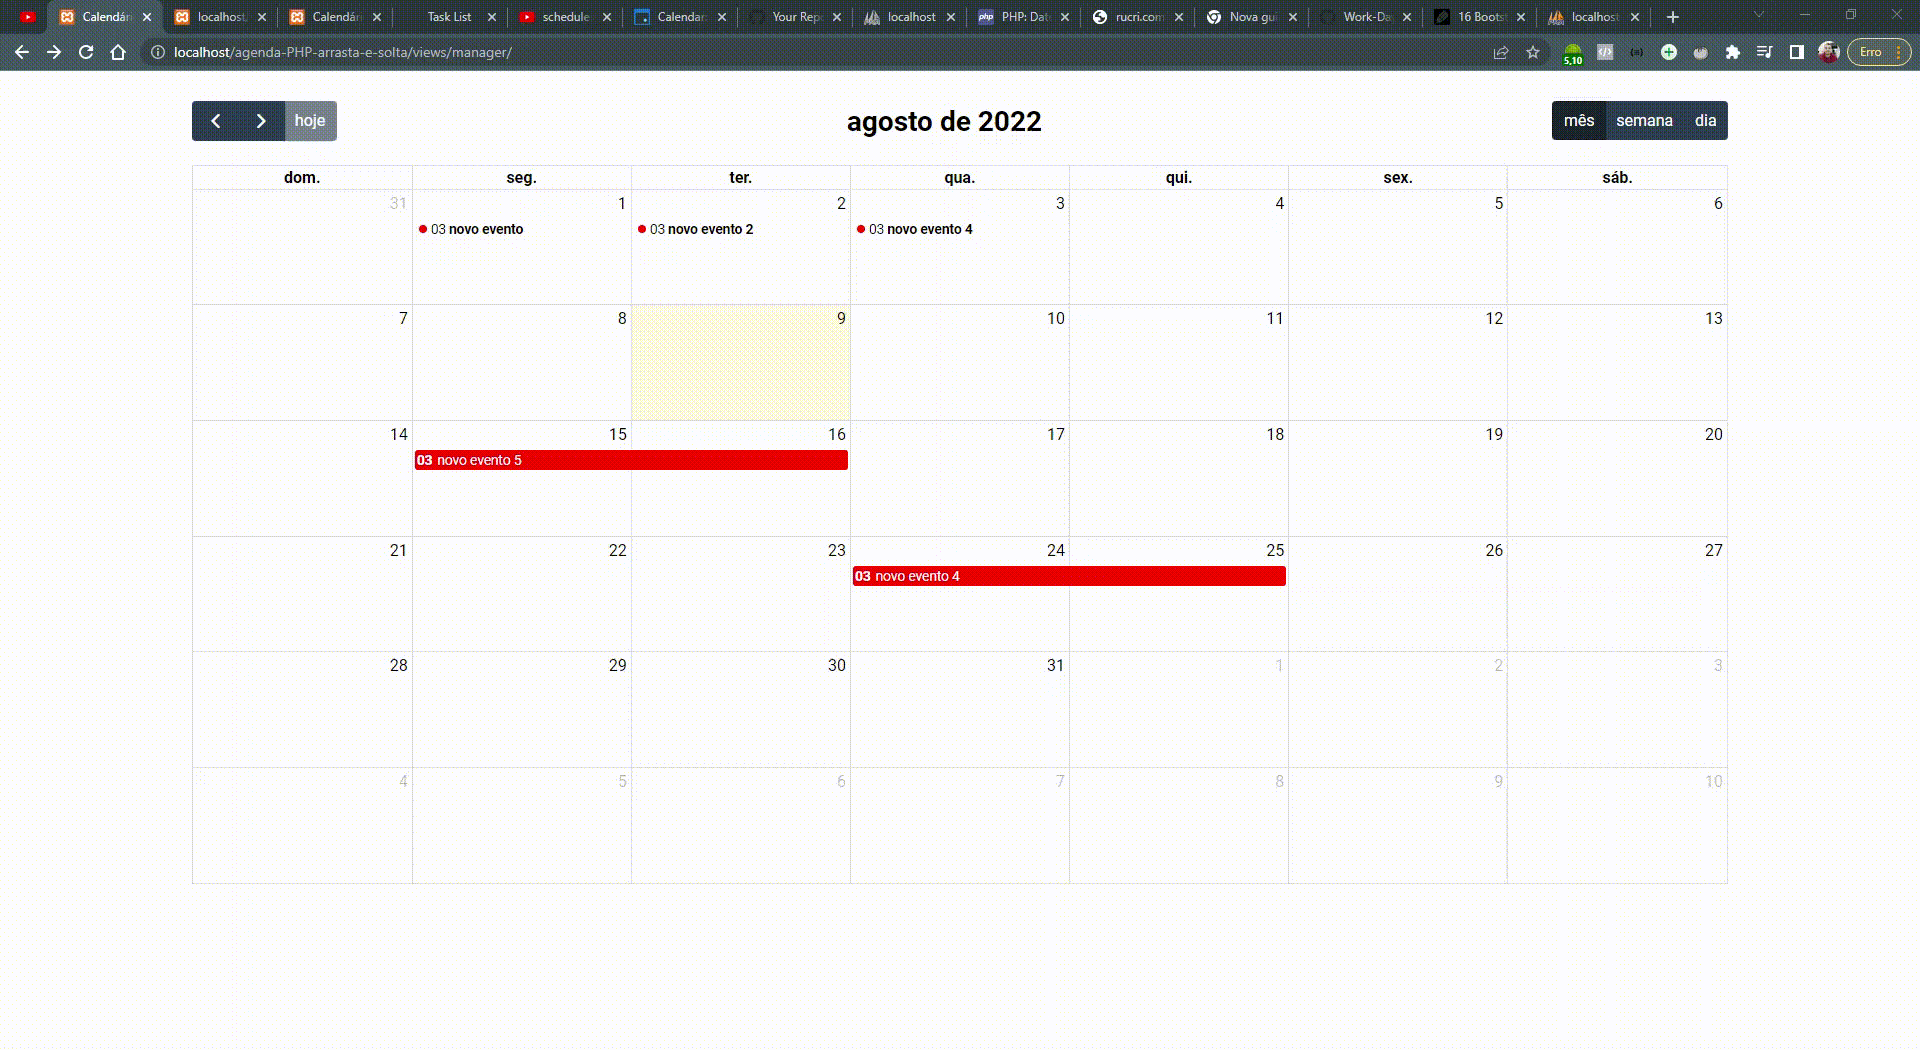 Calendár localhost, Calendár Task List schedule Calendar Your Rep localhost PHP: Dat rucri.com Nova gui Work-Da 16 Boots localhost
localhost/agenda-PHP-arrasta-e-solta/views/manager/ 5,10 Erro
hoje agosto de 2022 mês semana dia
dom. seg. ter. qua. qui. sex. sáb.
31 1 2 3 4 5 6
03 novo evento 03 novo evento 2 03 novo evento 4
7 8 9 10 11 12 13
14 15 16 17 18 19 20
03 novo evento 5
21 22 23 24 25 26 27
03 novo evento 4
28 29 30 31 1 2 3
4 5 6 7 8 9 10